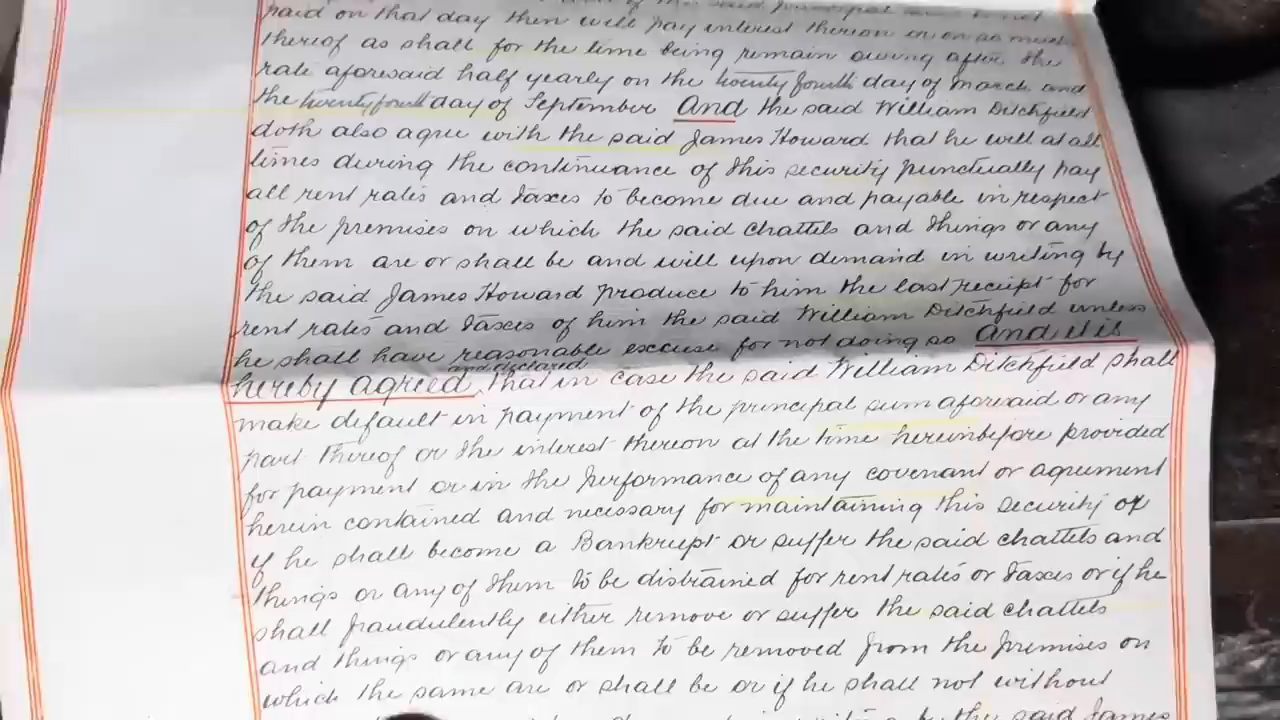 of the said principal sum be not
paid on that day then will pay interest thereon or on so much
thereof as shall for the time being remain owing after the
rate aforesaid half yearly on the twenty fourth day of March and
the twenty fourth day of September And the said William Ditchfield
doth also agree with the said James Howard that he will at all
times during the continuance of this security punctually pay
all rent rates and taxes to become due and payable in respect
of the premises on which the said chattels and things or any
of them are or shall be and will upon demand in writing by
the said James Howard produce to him the last receipt for
rent rates and taxes of him the said William Ditchfield unless
he shall have reasonable excuse for not doing so And it is
and declared
hereby agreed that in case the said William Ditchfield shall
make default in payment of the principal sum aforesaid or any
part thereof or the interest thereon at the time hereinbefore provided
for payment or in the performance of any covenant or agreement
herein contained and necessary for maintaining this security or
if he shall become a Bankrupt or suffer the said chattels and
things or any of them to be distrained for rent rates or taxes or if he
shall fraudulently either remove or suffer the said chattels
and things or any of them to be removed from the premises on
which the same are or shall be or if he shall not without
by the said James